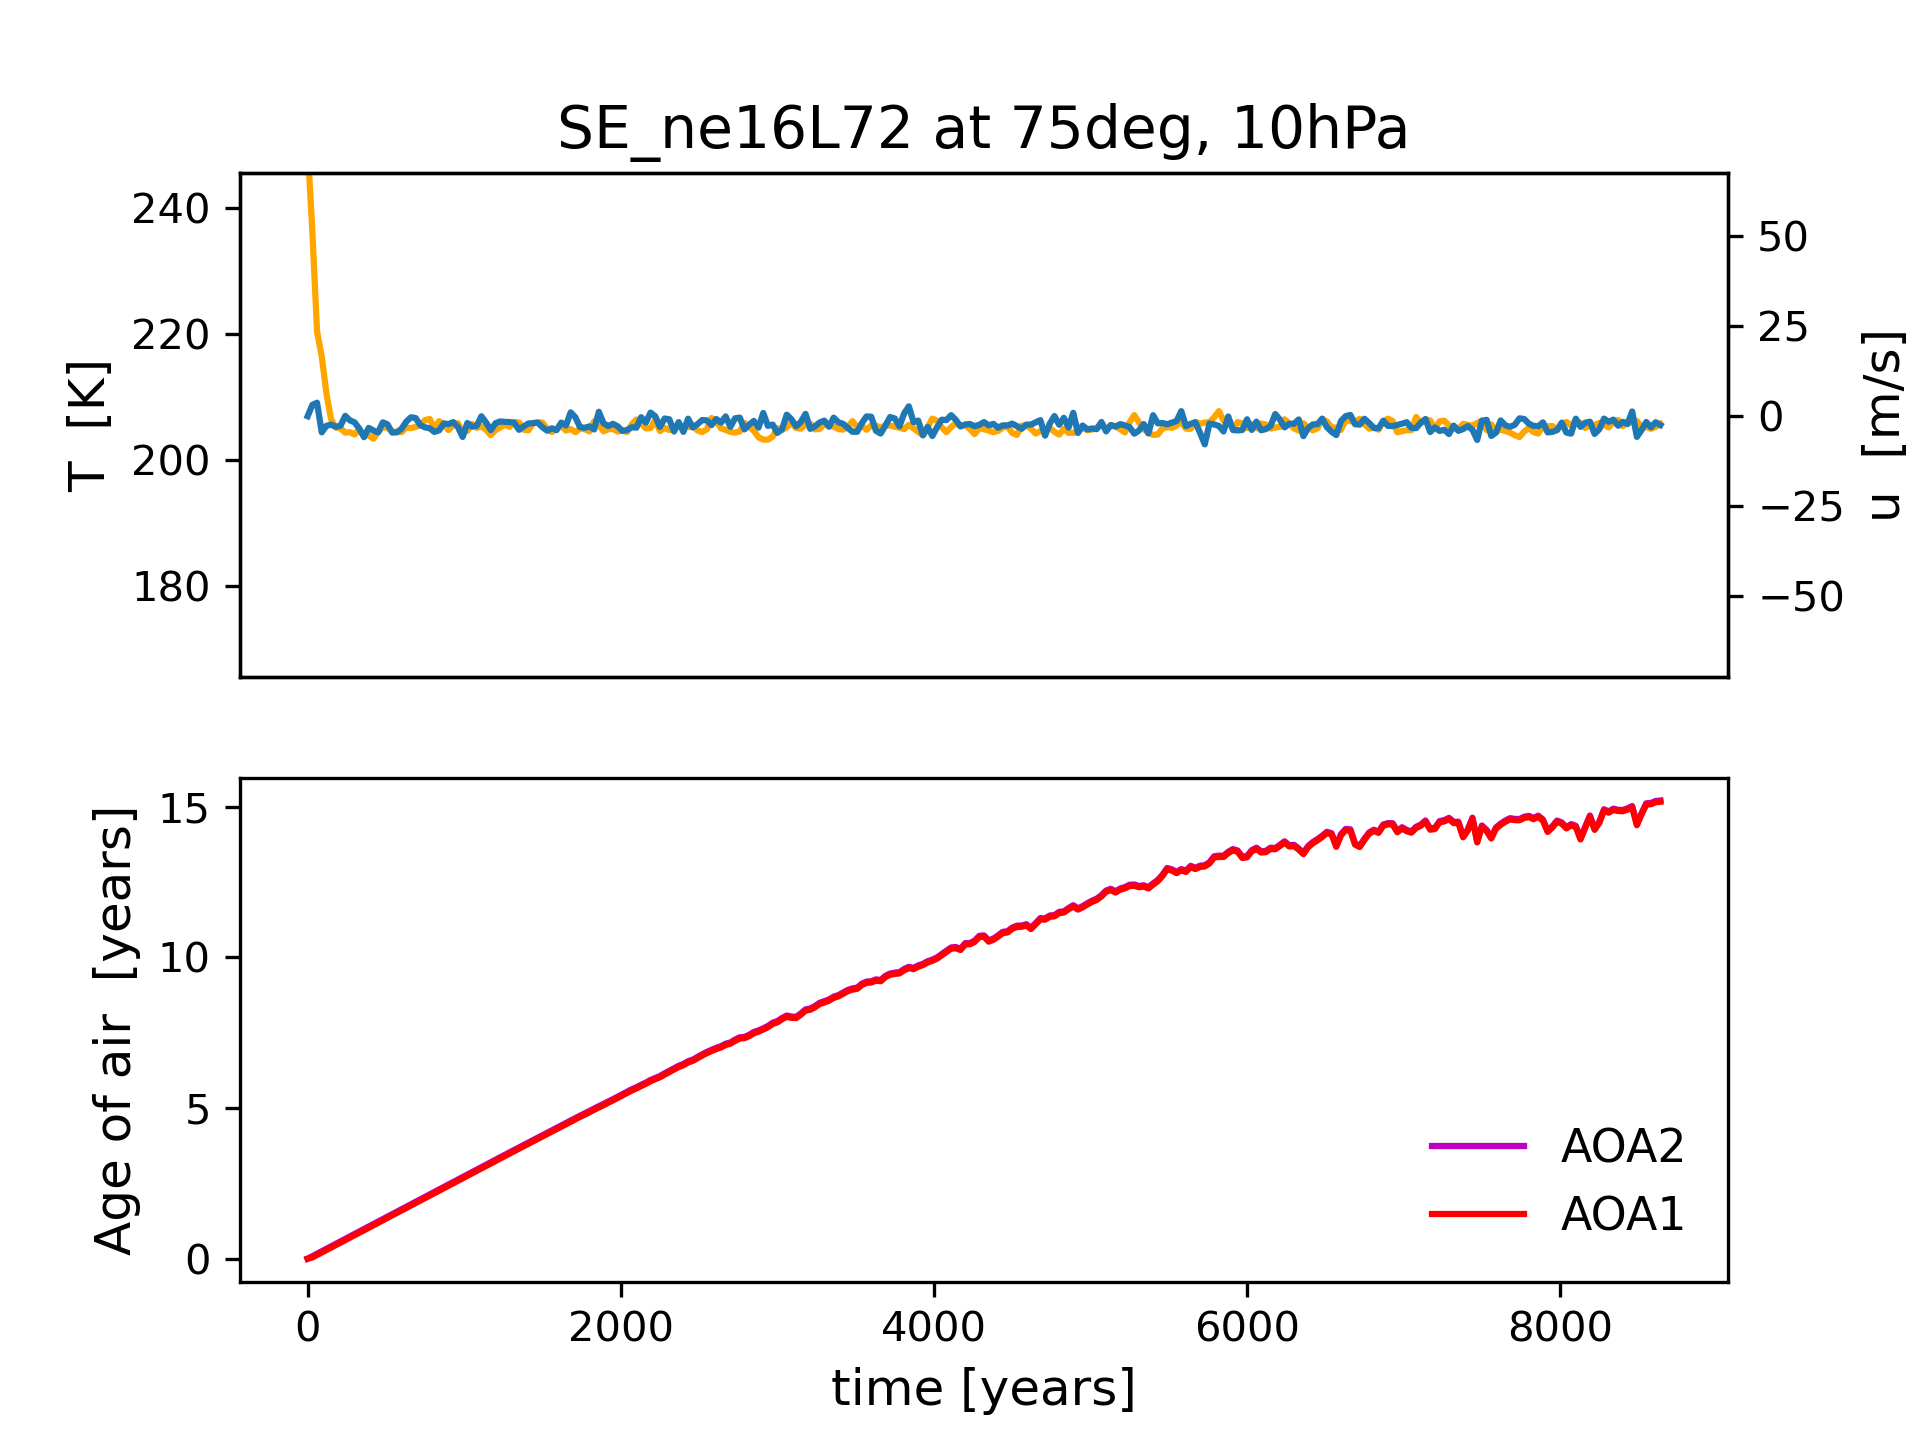 SE_ne16L72 at 75deg, 10hPa
240
220
200
180
T [K]
50
25
0
−25
−50
u [m/s]
15
10
5
0
Age of air [years]
AOA2
AOA1
0 2000 4000 6000 8000
time [years]